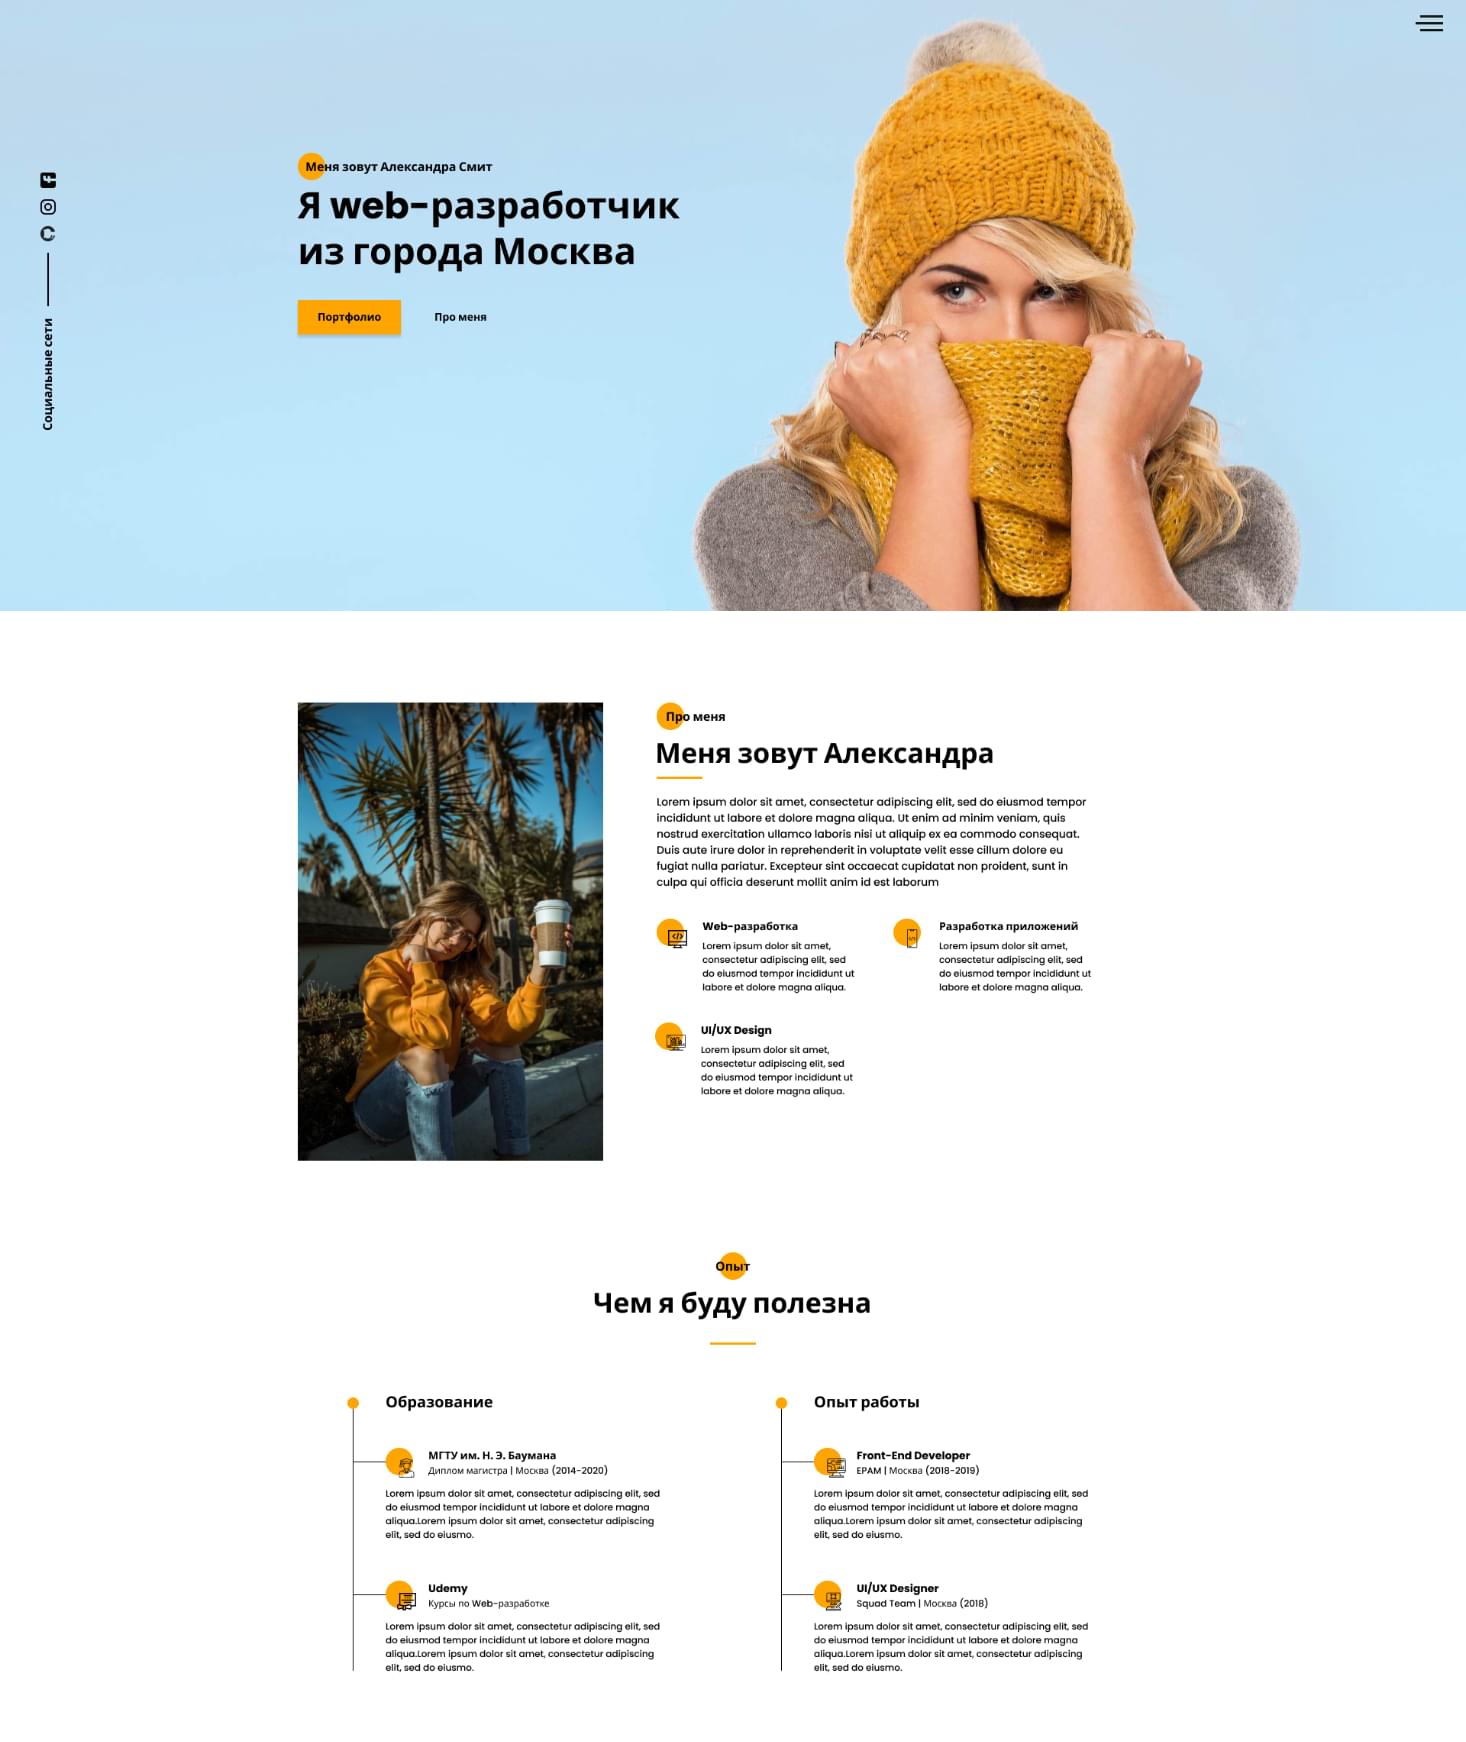 Меня зовут Александра Смит
Я web-разработчик
из города Москва
Портфолио
Про меня
Социальные сети
Про меня
Меня зовут Александра
Lorem ipsum dolor sit amet, consectetur adipiscing elit, sed do eiusmod tempor
incididunt ut labore et dolore magna aliqua. Ut enim ad minim veniam, quis
nostrud exercitation ullamco laboris nisi ut aliquip ex ea commodo consequat.
Duis aute irure dolor in reprehenderit in voluptate velit esse cillum dolore eu
fugiat nulla pariatur. Excepteur sint occaecat cupidatat non proident, sunt in
culpa qui officia deserunt mollit anim id est laborum
Web-разработка
Lorem ipsum dolor sit amet,
consectetur adipiscing elit, sed
do eiusmod tempor incididunt ut
labore et dolore magna aliqua.
Разработка приложений
Lorem ipsum dolor sit amet,
consectetur adipiscing elit, sed
do eiusmod tempor incididunt ut
labore et dolore magna aliqua.
UI/UX Design
Lorem ipsum dolor sit amet,
consectetur adipiscing elit, sed
do eiusmod tempor incididunt ut
labore et dolore magna aliqua.
Опыт
Чем я буду полезна
Образование
МГТУ им. Н. Э. Баумана
Диплом магистра | Москва (2014-2020)
Lorem ipsum dolor sit amet, consectetur adipiscing elit, sed
do eiusmod tempor incididunt ut labore et dolore magna
aliqua.Lorem ipsum dolor sit amet, consectetur adipiscing
elit, sed do eiusmo.
Udemy
Курсы по Web-разработке
Lorem ipsum dolor sit amet, consectetur adipiscing elit, sed
do eiusmod tempor incididunt ut labore et dolore magna
aliqua.Lorem ipsum dolor sit amet, consectetur adipiscing
elit, sed do eiusmo.
Опыт работы
Front-End Developer
EPAM | Москва (2018-2019)
Lorem ipsum dolor sit amet, consectetur adipiscing elit, sed
do eiusmod tempor incididunt ut labore et dolore magna
aliqua.Lorem ipsum dolor sit amet, consectetur adipiscing
elit, sed do eiusmo.
UI/UX Designer
Squad Team | Москва (2018)
Lorem ipsum dolor sit amet, consectetur adipiscing elit, sed
do eiusmod tempor incididunt ut labore et dolore magna
aliqua.Lorem ipsum dolor sit amet, consectetur adipiscing
elit, sed do eiusmo.